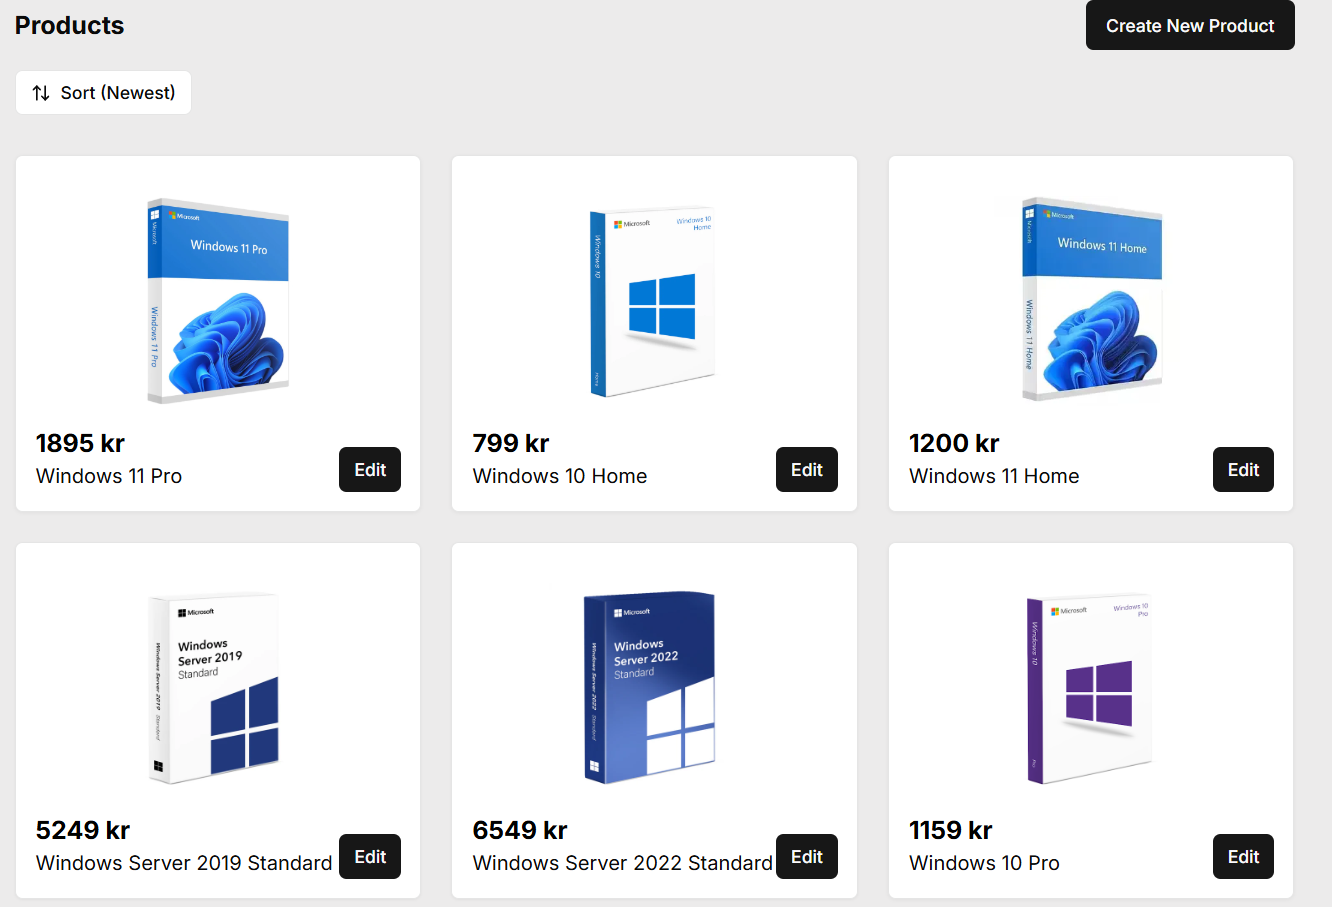 Products
Create New Product
Sort (Newest)
Microsoft
Windows 11 Pro
Microsoft
Windows 11 Pro
1895 kr
Windows 11 Pro
Edit
Microsoft
Windows 10
Home
Windows 10
Home
799 kr
Windows 10 Home
Edit
Microsoft
Windows 11 Home
Microsoft
Windows 11 Home
1200 kr
Windows 11 Home
Edit
Microsoft
Windows
Server 2019
Standard
Windows Server 2019 Standard
5249 kr
Windows Server 2019 Standard
Edit
Microsoft
Windows
Server 2022
Standard
Windows Server 2022 Standard
6549 kr
Windows Server 2022 Standard
Edit
Microsoft
Windows 10
Pro
Windows 10
Pro
1159 kr
Windows 10 Pro
Edit